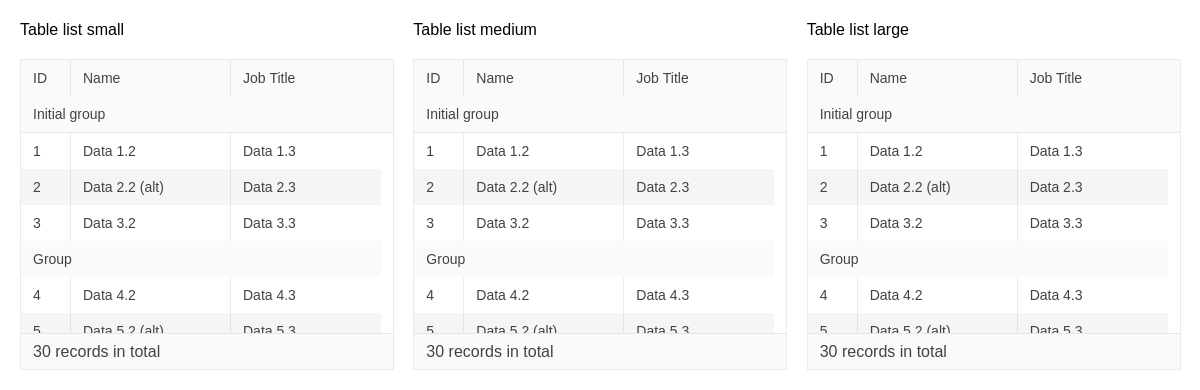 Table list small
ID Name Job Title
Initial group
1 Data 1.2 Data 1.3
2 Data 2.2 (alt) Data 2.3
3 Data 3.2 Data 3.3
Group
4 Data 4.2 Data 4.3
5 Data 5.2 (alt) Data 5.3
30 records in total
Table list medium
ID Name Job Title
Initial group
1 Data 1.2 Data 1.3
2 Data 2.2 (alt) Data 2.3
3 Data 3.2 Data 3.3
Group
4 Data 4.2 Data 4.3
5 Data 5.2 (alt) Data 5.3
30 records in total
Table list large
ID Name Job Title
Initial group
1 Data 1.2 Data 1.3
2 Data 2.2 (alt) Data 2.3
3 Data 3.2 Data 3.3
Group
4 Data 4.2 Data 4.3
5 Data 5.2 (alt) Data 5.3
30 records in total